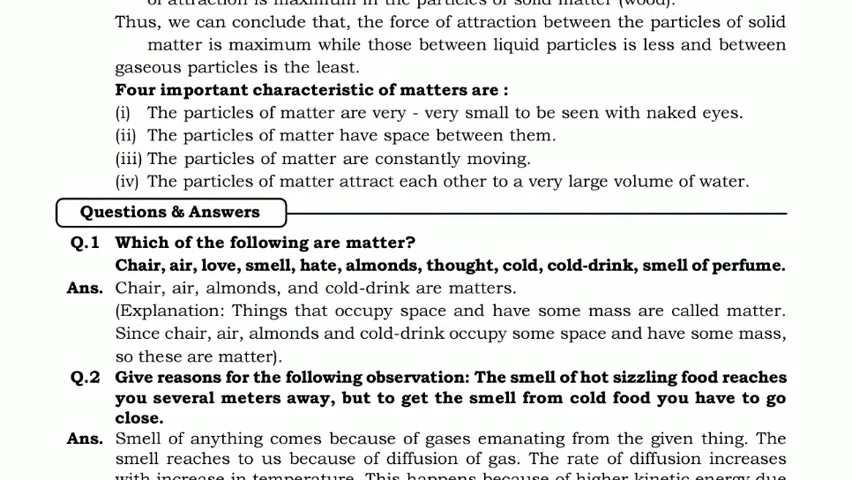 of attraction is maximum in the particles of solid matter (wood).
Thus, we can conclude that, the force of attraction between the particles of solid
matter is maximum while those between liquid particles is less and between
gaseous particles is the least.
Four important characteristic of matters are :
(i) The particles of matter are very - very small to be seen with naked eyes.
(ii) The particles of matter have space between them.
(iii) The particles of matter are constantly moving.
(iv) The particles of matter attract each other to a very large volume of water.
Questions & Answers
Q.1 Which of the following are matter?
Chair, air, love, smell, hate, almonds, thought, cold, cold-drink, smell of perfume.
Ans. Chair, air, almonds, and cold-drink are matters.
(Explanation: Things that occupy space and have some mass are called matter.
Since chair, air, almonds and cold-drink occupy some space and have some mass,
so these are matter).
Q.2 Give reasons for the following observation: The smell of hot sizzling food reaches
you several meters away, but to get the smell from cold food you have to go
close.
Ans. Smell of anything comes because of gases emanating from the given thing. The
smell reaches to us because of diffusion of gas. The rate of diffusion increases
with increase in temperature. This happens because of higher kinetic energy due